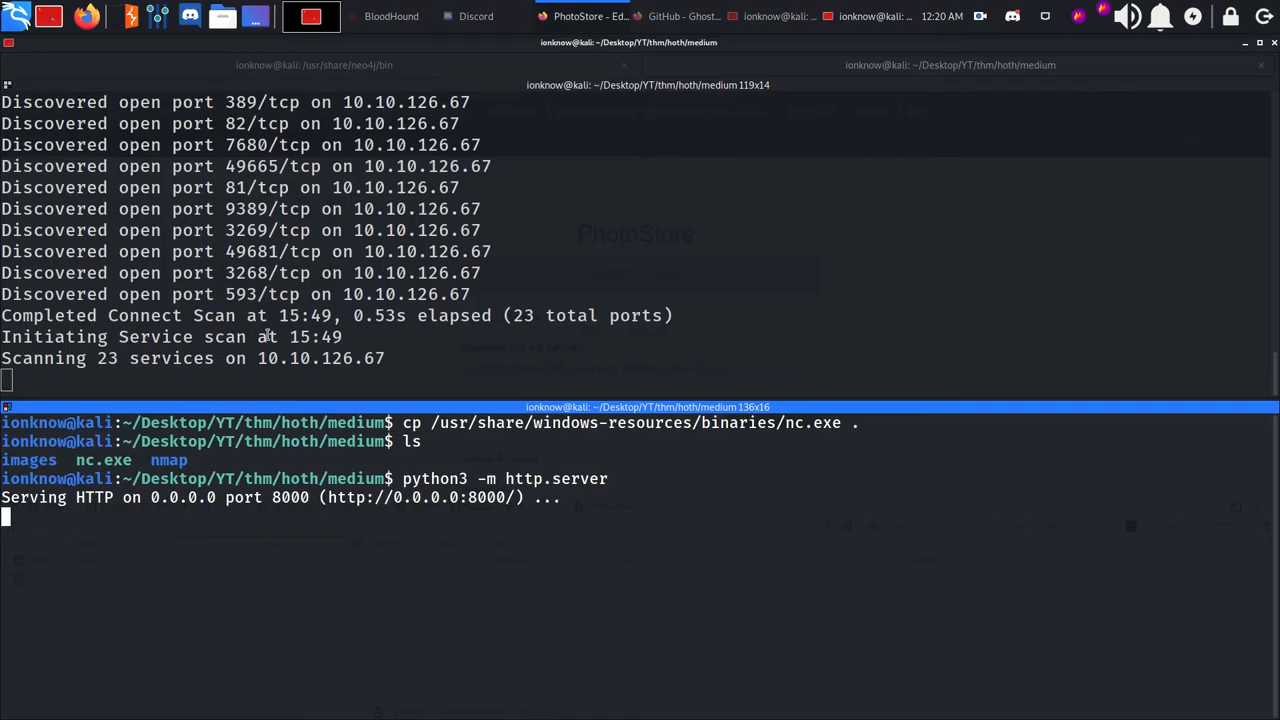 BloodHound
Discord
PhotoStore - Ed...
GitHub - Ghost...
ionknow@kali: ...
ionknow@kali: ...
12:20 AM
ionknow@kali: ~/Desktop/YT/thm/hoth/medium
ionknow@kali: /usr/share/neo4j/bin
ionknow@kali: ~/Desktop/YT/thm/hoth/medium
ionknow@kali: ~/Desktop/YT/thm/hoth/medium 119x14
Discovered open port 389/tcp on 10.10.126.67
Discovered open port 82/tcp on 10.10.126.67
Discovered open port 7680/tcp on 10.10.126.67
Discovered open port 49665/tcp on 10.10.126.67
Discovered open port 81/tcp on 10.10.126.67
Discovered open port 9389/tcp on 10.10.126.67
Discovered open port 3269/tcp on 10.10.126.67
Discovered open port 49681/tcp on 10.10.126.67
Discovered open port 3268/tcp on 10.10.126.67
Discovered open port 593/tcp on 10.10.126.67
Completed Connect Scan at 15:49, 0.53s elapsed (23 total ports)
Initiating Service scan at 15:49
Scanning 23 services on 10.10.126.67
PhotoStore
ionknow@kali: ~/Desktop/YT/thm/hoth/medium 136x16
ionknow@kali:~/Desktop/YT/thm/hoth/medium$ cp /usr/share/windows-resources/binaries/nc.exe .
ionknow@kali:~/Desktop/YT/thm/hoth/medium$ ls
images nc.exe nmap
ionknow@kali:~/Desktop/YT/thm/hoth/medium$ python3 -m http.server
Serving HTTP on 0.0.0.0 port 8000 (http://0.0.0.0:8000/) ...